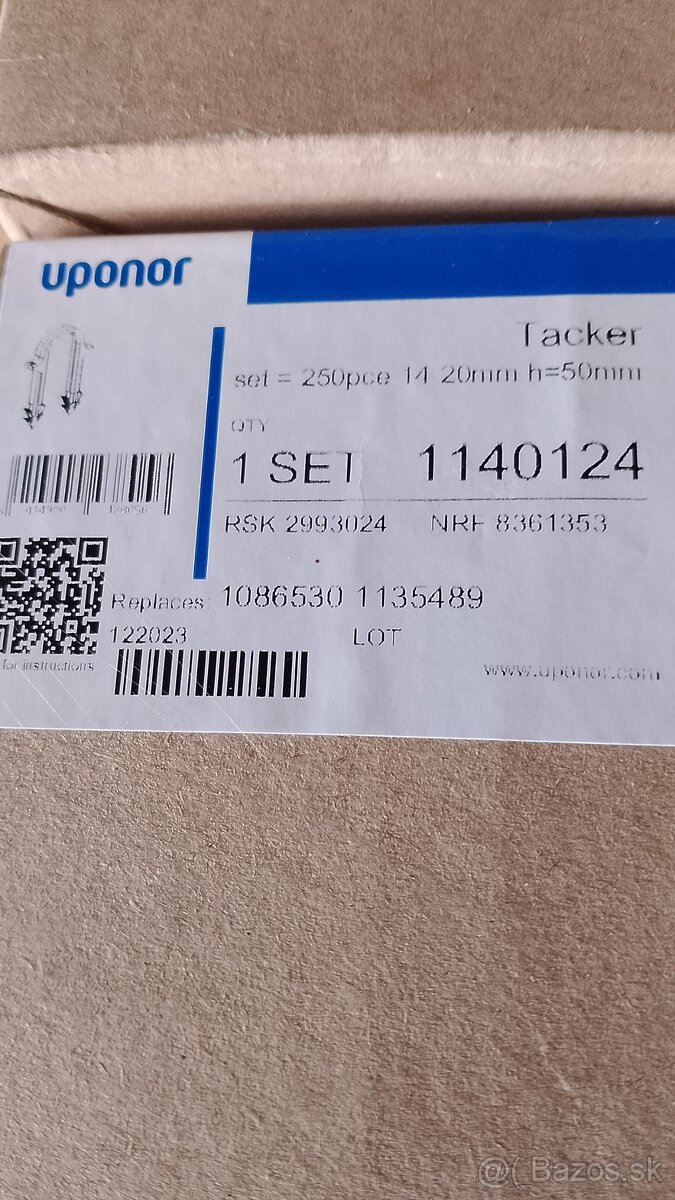 uponor
Tacker
set = 250pce 14 20mm h=50mm
QTY
1 SET 1140124
RSK 2993024 NRF 8361353
Replaces: 1086530 1135489
122023 LOT
for instructions
www.uponor.com
Bazos.sk